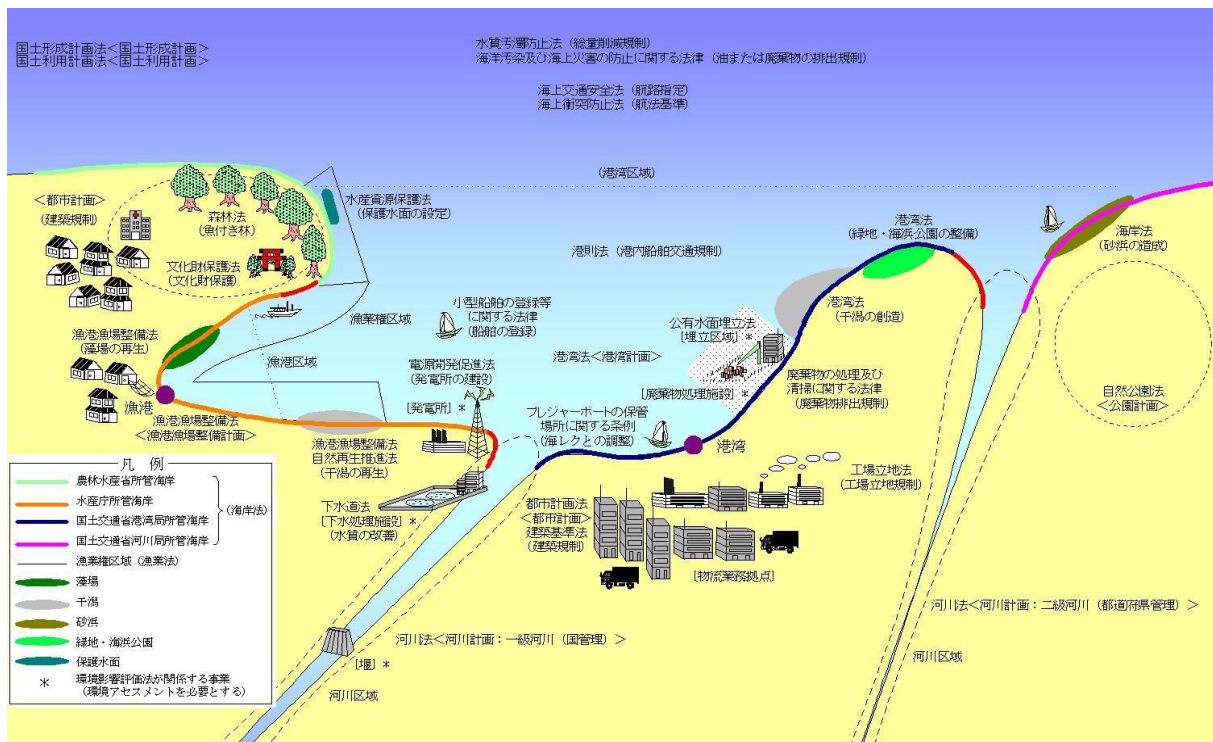 国土形成計画法＜国土形成計画＞
国土利用計画法＜国土利用計画＞
水質汚濁防止法（総量削減規制）
海洋汚染及び海上災害の防止に関する法律（油または廃棄物の排出規制）
海上交通安全法（航路指定）
海上衝突防止法（航法基準）
（港湾区域）
＜都市計画＞
（建築規制）
森林法
（魚付き林）
水産資源保護法
（保護水面の設定）
文化財保護法
（文化財保護）
港則法（港内船舶交通規制）
港湾法
（緑地・海浜公園の整備）
海岸法
（砂浜の造成）
漁業権区域
小型船舶の登録等
に関する法律
（船舶の登録）
港湾法
（干潟の創造）
公有水面埋立法
［埋立区域］＊
漁港漁場整備法
（藻場の再生）
漁港区域
港湾法＜港湾計画＞
電源開発促進法
（発電所の建設）
［廃棄物処理施設］＊
廃棄物の処理及び
清掃に関する法律
（廃棄物排出規制）
自然公園法
＜公園計画＞
漁港
［発電所］＊
プレジャーボートの保管
場所に関する条例
（海レクとの調整）
漁港漁場整備法
＜漁港漁場整備計画＞
漁港漁場整備法
自然再生推進法
（干潟の再生）
港湾
工場立地法
（工場立地規制）
下水道法
［下水処理施設］＊
（水質の改善）
都市計画法
＜都市計画＞
建築基準法
（建築規制）
［物流業務拠点］
河川法＜河川計画：二級河川（都道府県管理）＞
河川法＜河川計画：一級河川（国管理）＞
河川区域
［堰］＊
河川区域
凡 例
農林水産省所管海岸
水産庁所管海岸
（海岸法）
国土交通省港湾局所管海岸
国土交通省河川局所管海岸
漁業権区域（漁業法）
藻場
干潟
砂浜
緑地・海浜公園
保護水面
＊ 環境影響評価法が関係する事業
（環境アセスメントを必要とする）